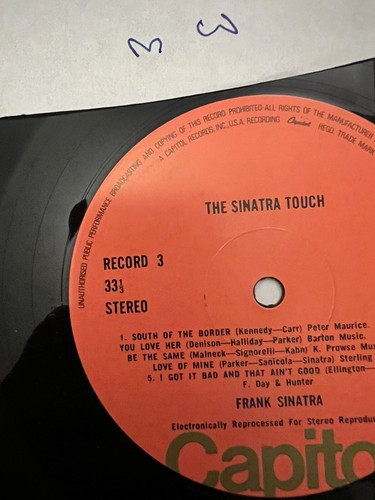 3 3
UNAUTHORISED PUBLIC PERFORMANCE BROADCASTING AND COPYING OF THIS RECORD PROHIBITED-ALL RIGHTS OF THE MANUFACTURER
A CAPITOL RECORDS, INC., U.S.A. RECORDING Capitol REGD. TRADE MARK
THE SINATRA TOUCH
RECORD 3
33⅓
STEREO
1. SOUTH OF THE BORDER (Kennedy—Carr) Peter Maurice.
YOU LOVE HER (Denison—Halliday—Parker) Barton Music.
BE THE SAME (Malneck—Signorelli—Kahn) K. Prowse Mus
LOVE OF MINE (Parker—Sanicola—Sinatra) Sterling
5. I GOT IT BAD AND THAT AIN'T GOOD (Ellington—
F. Day & Hunter
FRANK SINATRA
Electronically Reprocessed For Stereo Reproduc
Capito